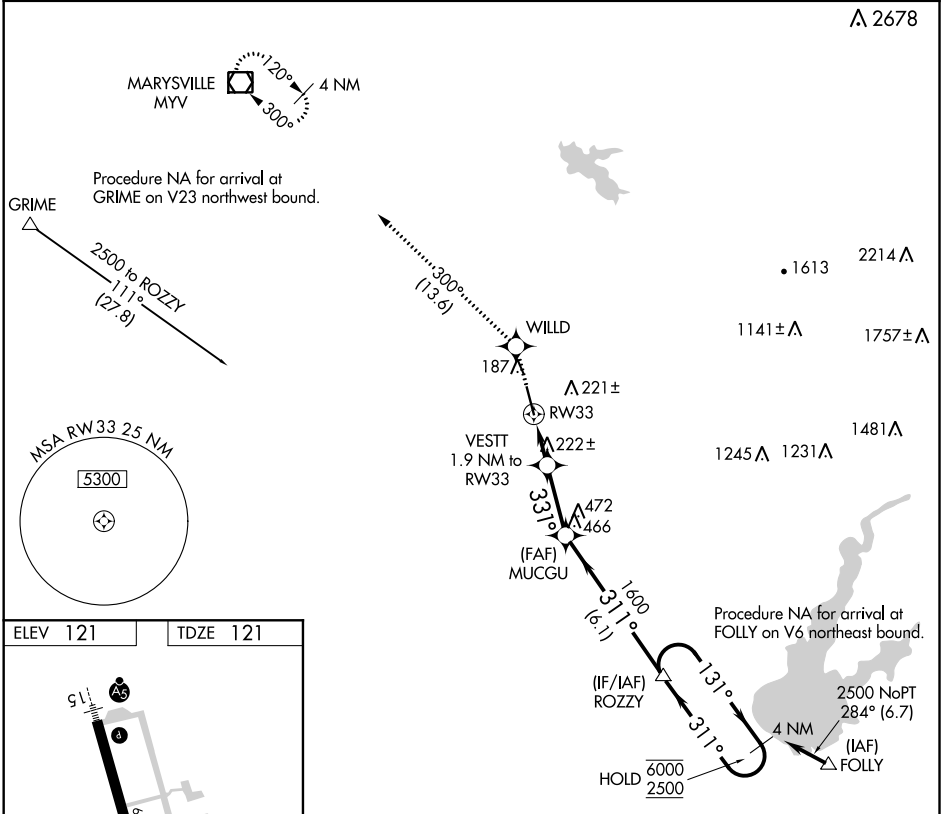 2678
MARYSVILLE
MYV
120°
4 NM
300°
Procedure NA for arrival at
GRIME on V23 northwest bound.
GRIME
2500 to ROZZY
111°
(27.8)
300°
(13.6)
1613
2214
1141±
1757±
WILLD
187
221±
RW33
MSA RW33 25 NM
5300
VESTT
1.9 NM to
RW33
222±
1481
1245
1231
331°
472
466
(FAF)
MUCGU
1600
311°
(6.1)
Procedure NA for arrival at
FOLLY on V6 northeast bound.
ELEV 121
TDZE 121
(IF/IAF)
ROZZY
131°
311°
2500 NoPT
284° (6.7)
4 NM
(IAF)
FOLLY
HOLD 6000
2500
15
A5
P